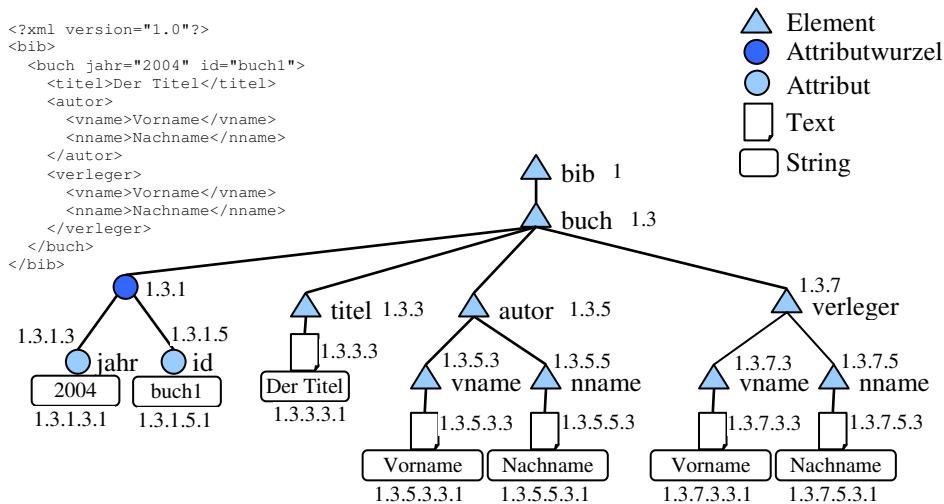 <?xml version="1.0"?>
<bib>
  <buch jahr="2004" id="buch1">
    <titel>Der Titel</titel>
    <autor>
      <vname>Vorname</vname>
      <nname>Nachname</nname>
    </autor>
    <verleger>
      <vname>Vorname</vname>
      <nname>Nachname</nname>
    </verleger>
  </buch>
</bib>
Element
Attributwurzel
Attribut
Text
String
bib 1
buch 1.3
1.3.1
1.3.7
titel 1.3.3
autor 1.3.5
verleger
1.3.1.3
1.3.1.5
1.3.3.3
1.3.5.3
1.3.5.5
1.3.7.3
1.3.7.5
jahr
id
vname
nname
vname
nname
2004
buch1
Der Titel
1.3.1.3.1
1.3.1.5.1
1.3.3.3.1
1.3.5.3.3
1.3.5.5.3
1.3.7.3.3
1.3.7.5.3
Vorname
Nachname
Vorname
Nachname
1.3.5.3.3.1
1.3.5.5.3.1
1.3.7.3.3.1
1.3.7.5.3.1